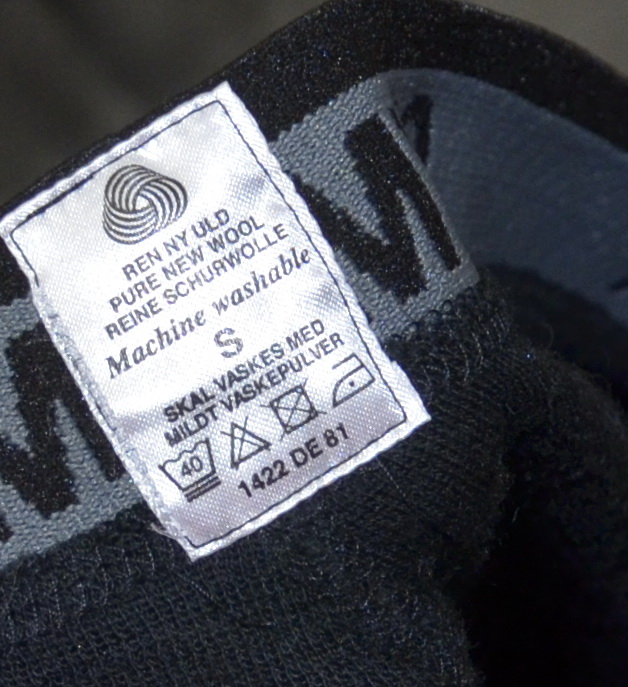 REN NY ULD
PURE NEW WOOL
REINE SCHURWOLLE
Machine washable
S
SKAL VASKES MED
MILDT VASKEPULVER
40
1422 DE 81